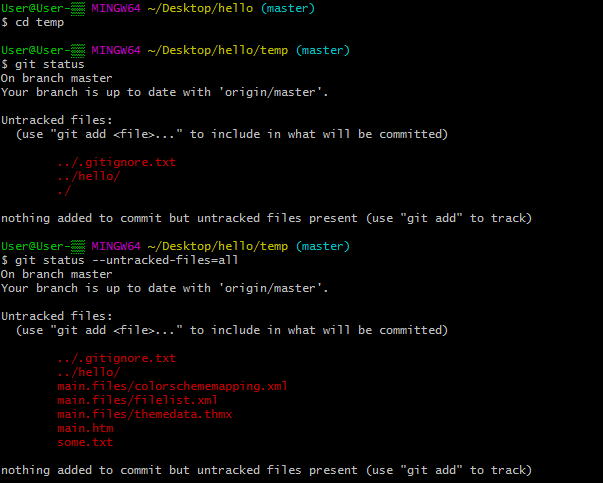 User@User-▒▒ MINGW64 ~/Desktop/hello (master)
$ cd temp
User@User-▒▒ MINGW64 ~/Desktop/hello/temp (master)
$ git status
On branch master
Your branch is up to date with 'origin/master'.
Untracked files:
(use "git add <file>..." to include in what will be committed)
../.gitignore.txt
../hello/
./
nothing added to commit but untracked files present (use "git add" to track)
User@User-▒▒ MINGW64 ~/Desktop/hello/temp (master)
$ git status --untracked-files=all
On branch master
Your branch is up to date with 'origin/master'.
Untracked files:
(use "git add <file>..." to include in what will be committed)
../.gitignore.txt
../hello/
main.files/colorschememapping.xml
main.files/filelist.xml
main.files/themedata.thmx
main.htm
some.txt
nothing added to commit but untracked files present (use "git add" to track)